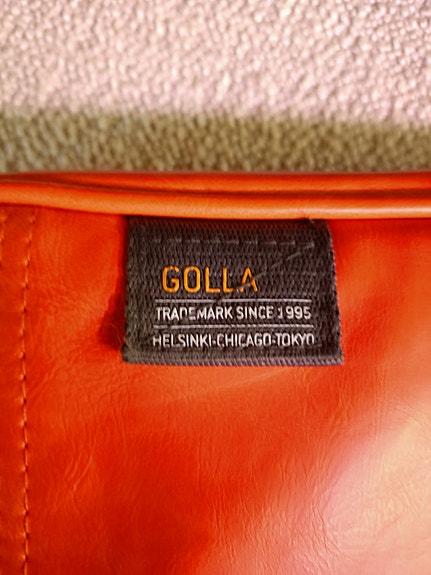 GOLLA
TRADEMARK SINCE 1995
HELSINKI-CHICAGO-TOKYO